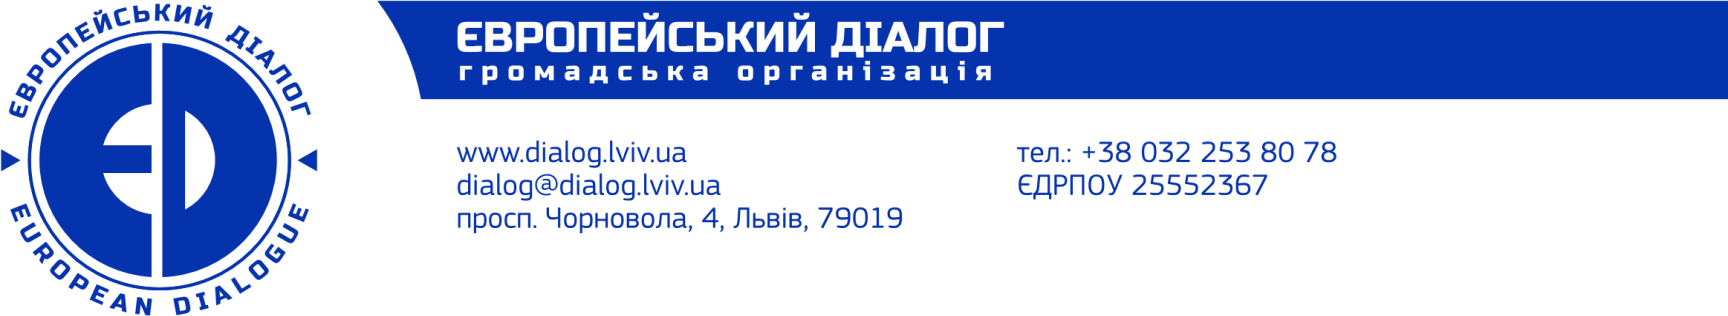 ЄВРОПЕЙСЬКИЙ ДІАЛОГ
EUROPEAN DIALOGUE
ЄВРОПЕЙСЬКИЙ ДІАЛОГ
громадська організація
www.dialog.lviv.ua
dialog@dialog.lviv.ua
просп. Чорновола, 4, Львів, 79019
тел.: +38 032 253 80 78
ЄДРПОУ 25552367